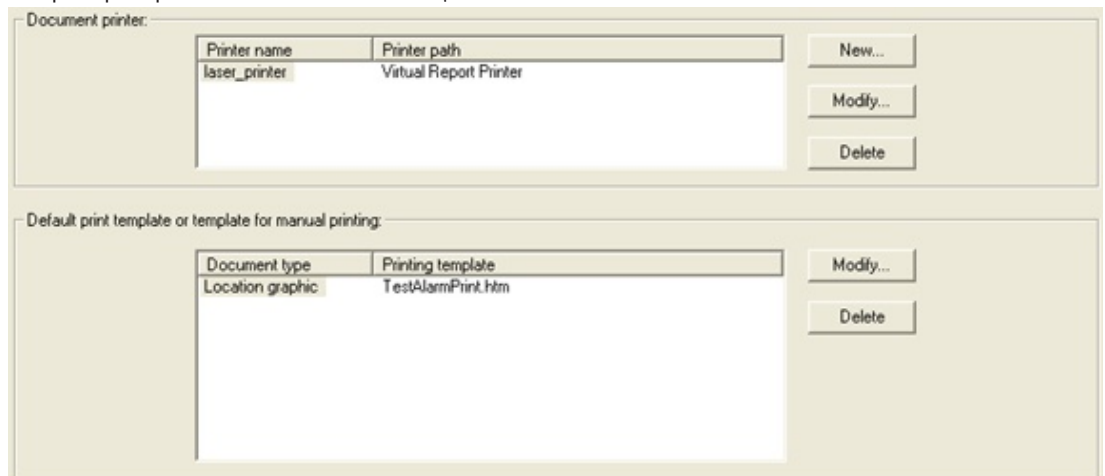 Document printer:
Printer name Printer path
laser_printer Virtual Report Printer
New...
Modify...
Delete
Default print template or template for manual printing:
Document type Printing template
Location graphic TestAlarmPrint.htm
Modify...
Delete